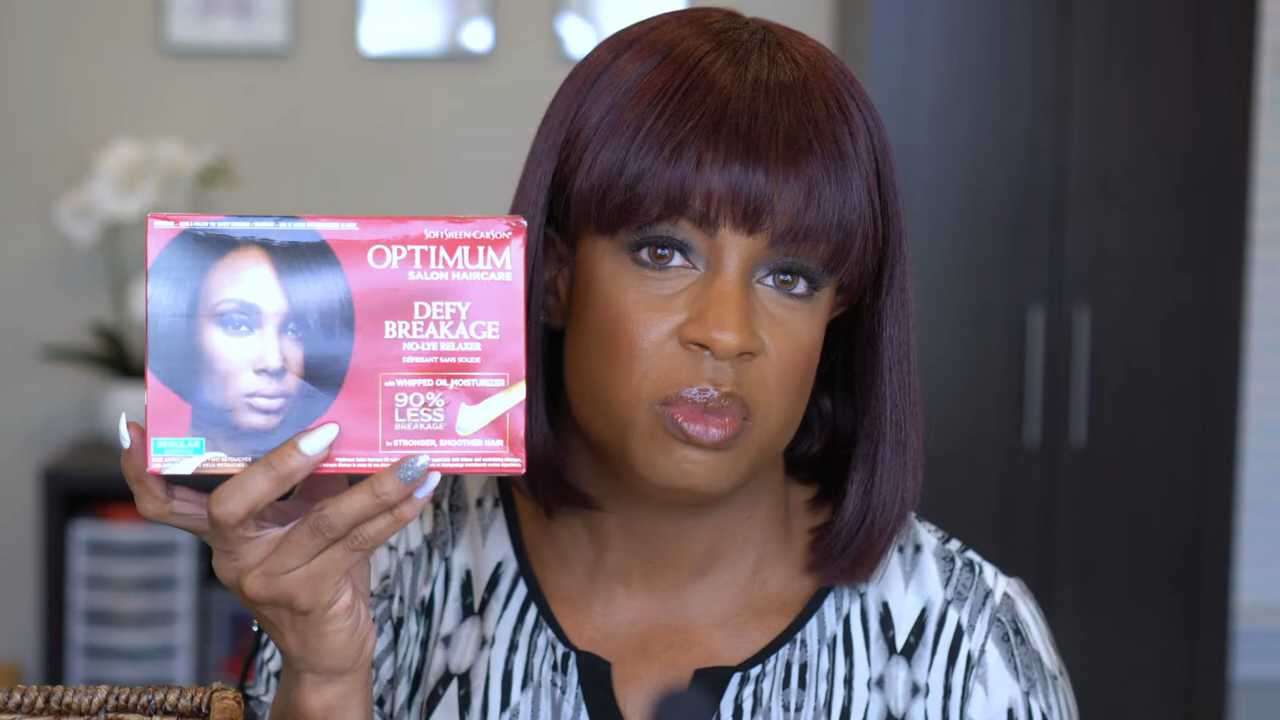 SOFTSHEEN-CARSON
OPTIMUM
SALON HAIRCARE
DEFY
BREAKAGE
NO-LYE RELAXER
DÉFRISANT SANS SOUDE
with WHIPPED OIL MOISTURIZER
90%
LESS
BREAKAGE*
for STRONGER, SMOOTHER HAIR
REGULAR